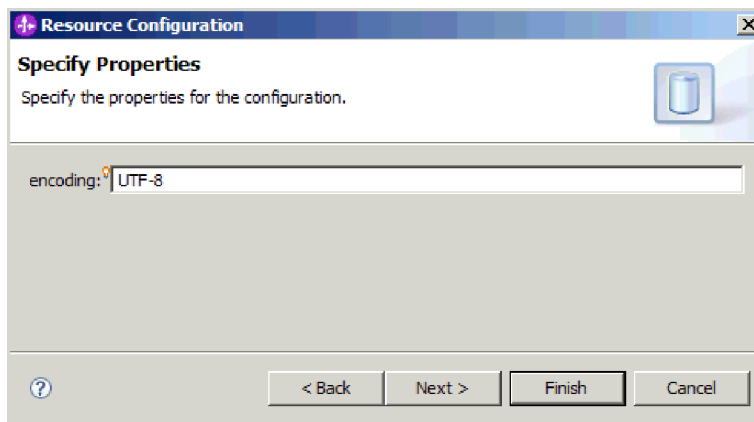 Resource Configuration
Specify Properties
Specify the properties for the configuration.
encoding: UTF-8
? < Back Next > Finish Cancel